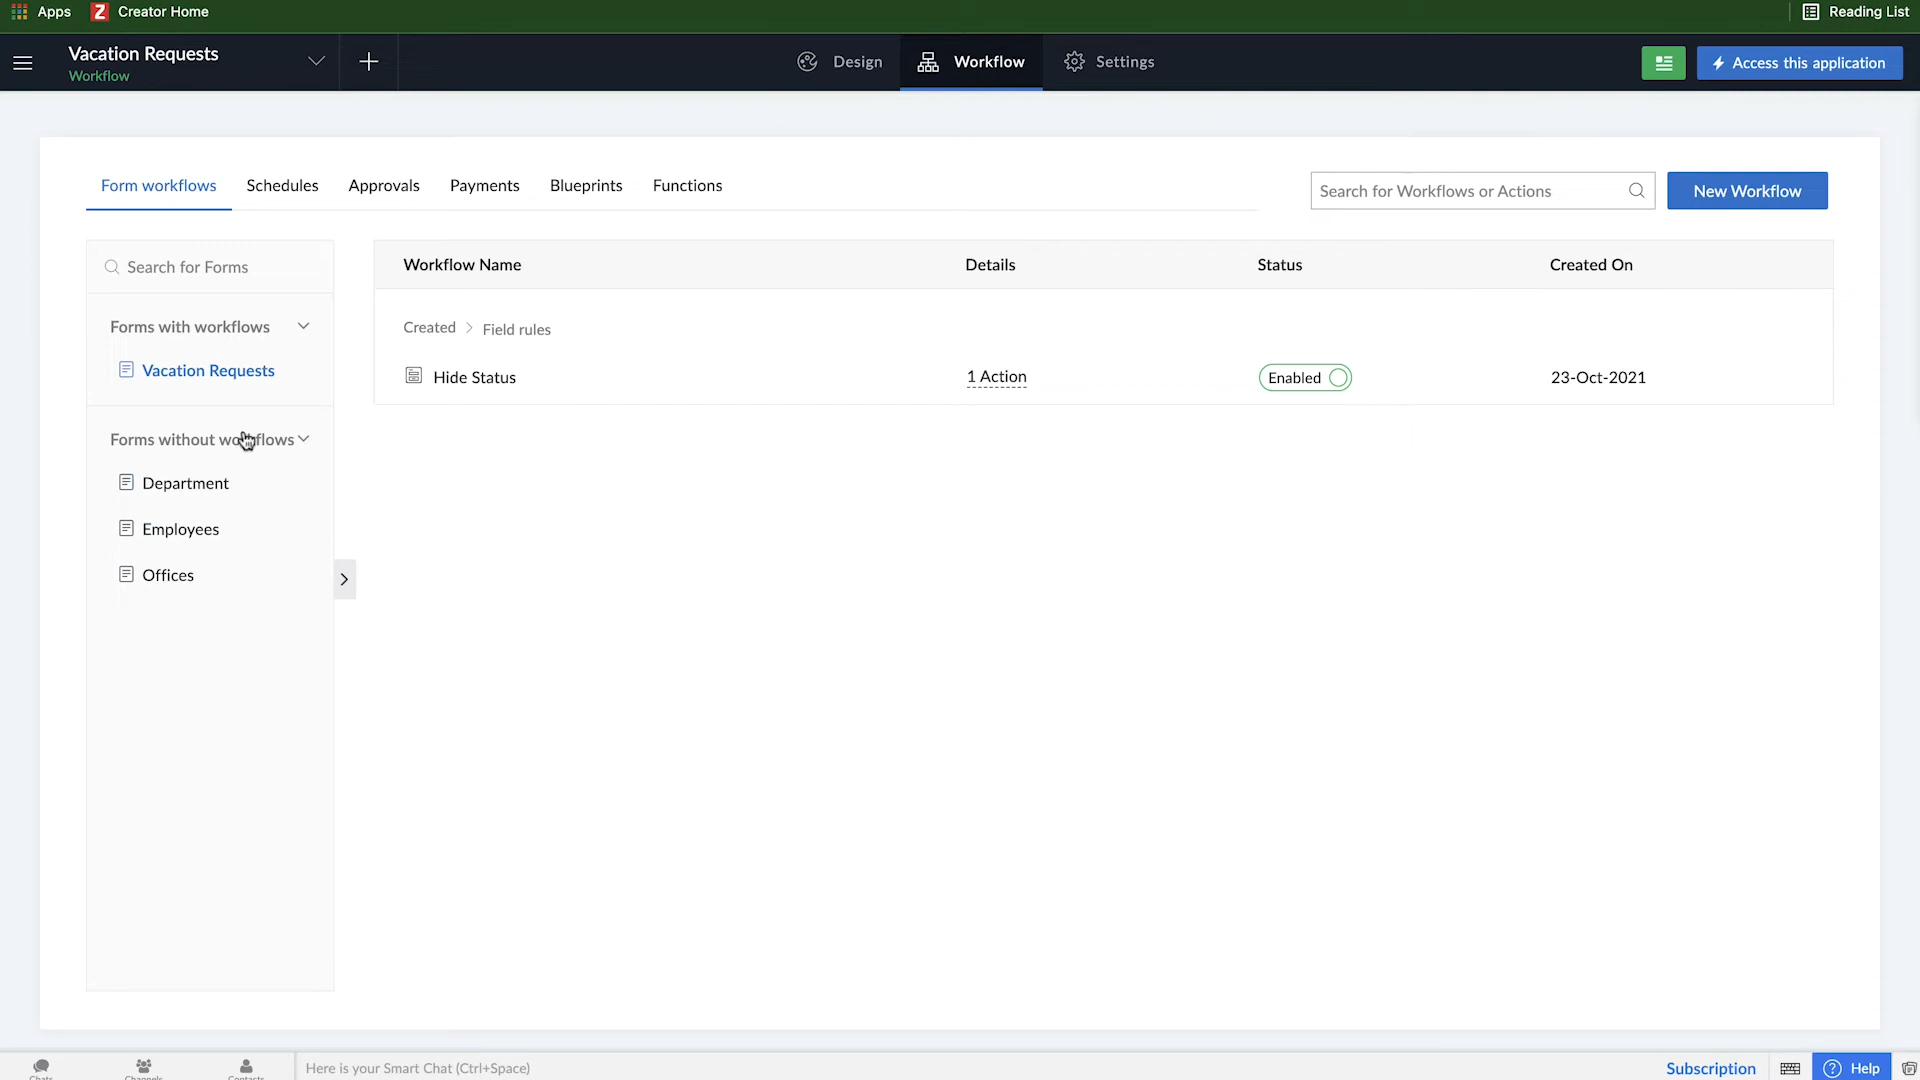 Apps
Creator Home
Reading List
Vacation Requests
Workflow
Design
Workflow
Settings
Access this application
Form workflows
Schedules
Approvals
Payments
Blueprints
Functions
Search for Workflows or Actions
New Workflow
Search for Forms
Workflow Name
Details
Status
Created On
Forms with workflows
Created
Field rules
Vacation Requests
Hide Status
1 Action
Enabled
23-Oct-2021
Forms without workflows
Department
Employees
Offices
Chats
Channels
Contacts
Here is your Smart Chat (Ctrl+Space)
Subscription
Help